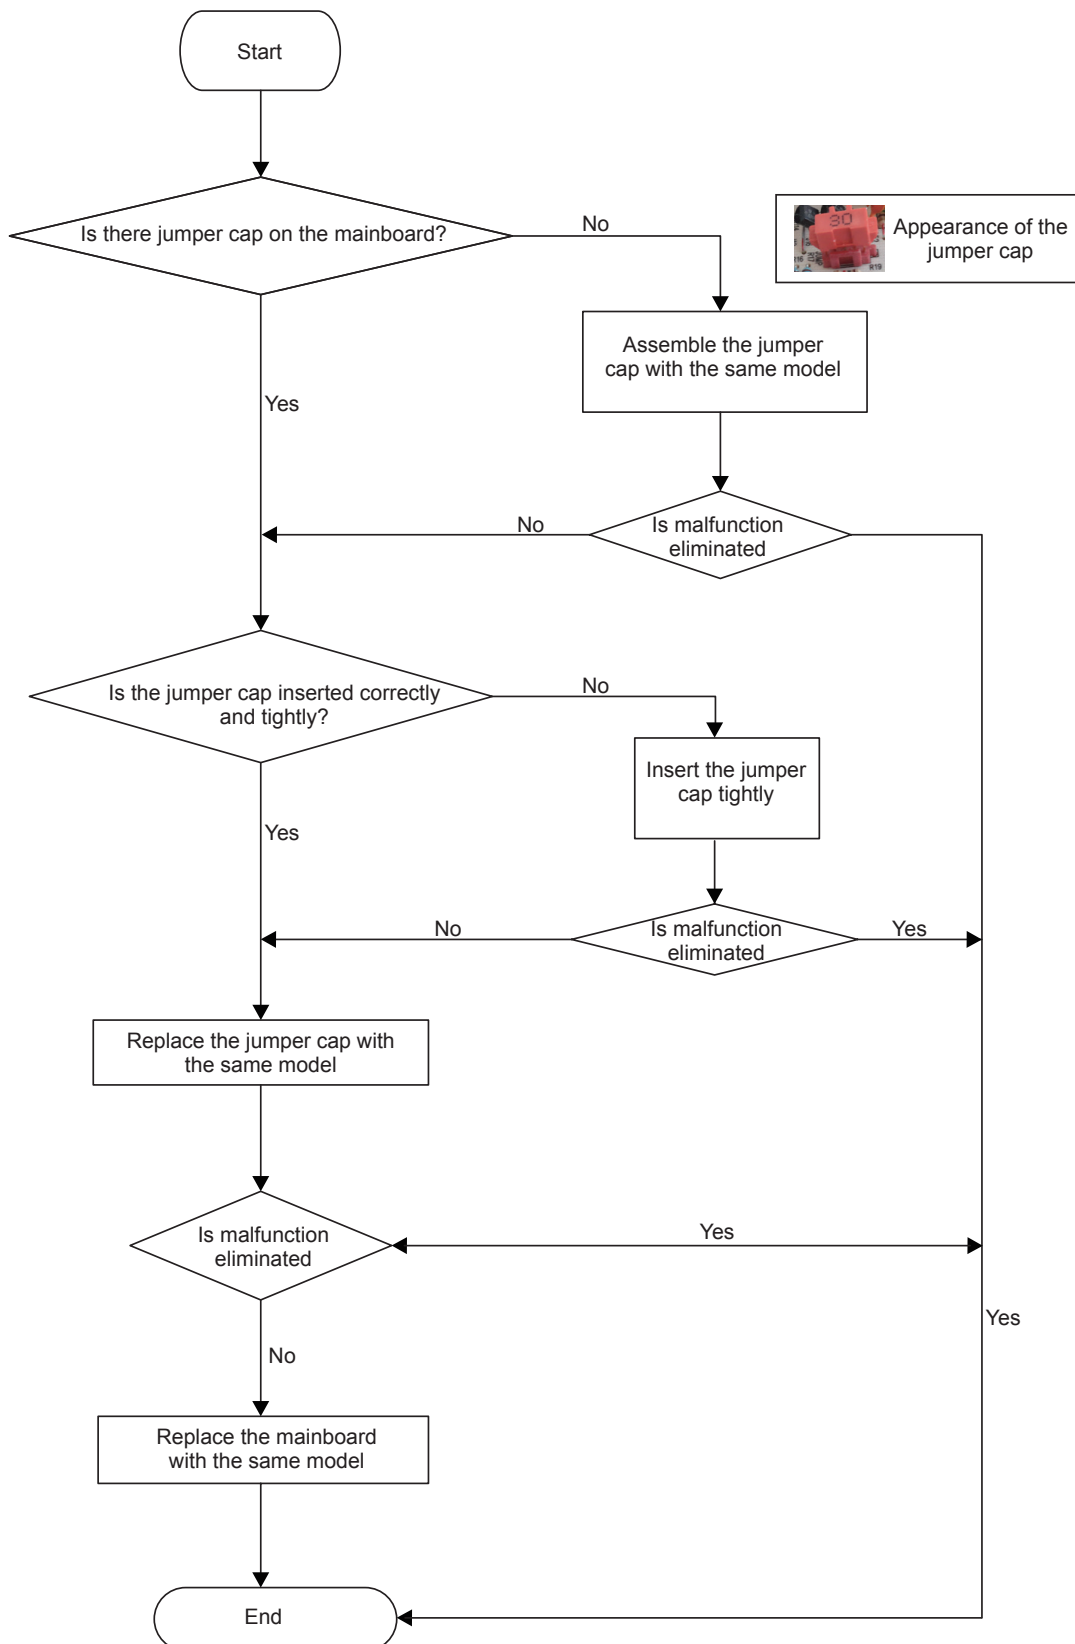 Start
Is there jumper cap on the mainboard?
No
30
R19
Appearance of the
jumper cap
Assemble the jumper
cap with the same model
Yes
No
Is malfunction
eliminated
Is the jumper cap inserted correctly
and tightly?
No
Insert the jumper
cap tightly
Yes
No
Is malfunction
eliminated
Yes
Replace the jumper cap with
the same model
Is malfunction
eliminated
Yes
Yes
No
Replace the mainboard
with the same model
End